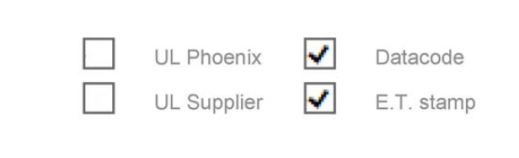 UL Phoenix Datacode
UL Supplier E.T. stamp